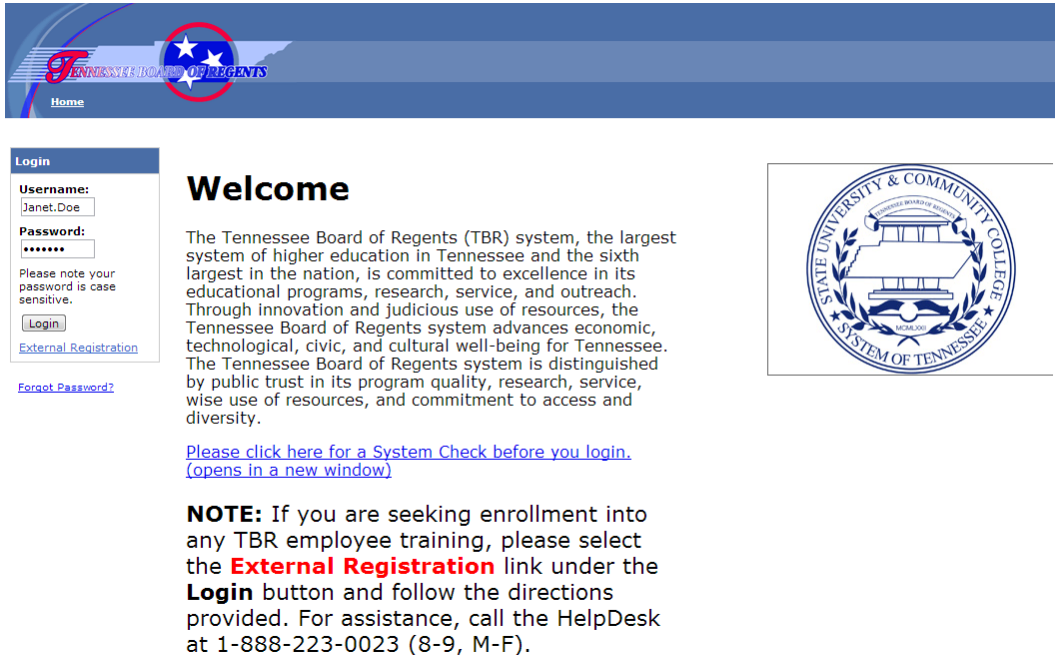 TENNESSEE BOARD OF REGENTS
Home
Login
Username:
Janet.Doe
Password:
•••••••
Please note your
password is case
sensitive.
Login
External Registration
Forgot Password?
Welcome
The Tennessee Board of Regents (TBR) system, the largest
system of higher education in Tennessee and the sixth
largest in the nation, is committed to excellence in its
educational programs, research, service, and outreach.
Through innovation and judicious use of resources, the
Tennessee Board of Regents system advances economic,
technological, civic, and cultural well-being for Tennessee.
The Tennessee Board of Regents system is distinguished
by public trust in its program quality, research, service,
wise use of resources, and commitment to access and
diversity.
Please click here for a System Check before you login.
(opens in a new window)
NOTE: If you are seeking enrollment into
any TBR employee training, please select
the External Registration link under the
Login button and follow the directions
provided. For assistance, call the HelpDesk
at 1-888-223-0023 (8-9, M-F).
STATE UNIVERSITY & COMMUNITY COLLEGE
SYSTEM OF TENNESSEE
TENNESSEE BOARD OF REGENTS
MCMLXXII